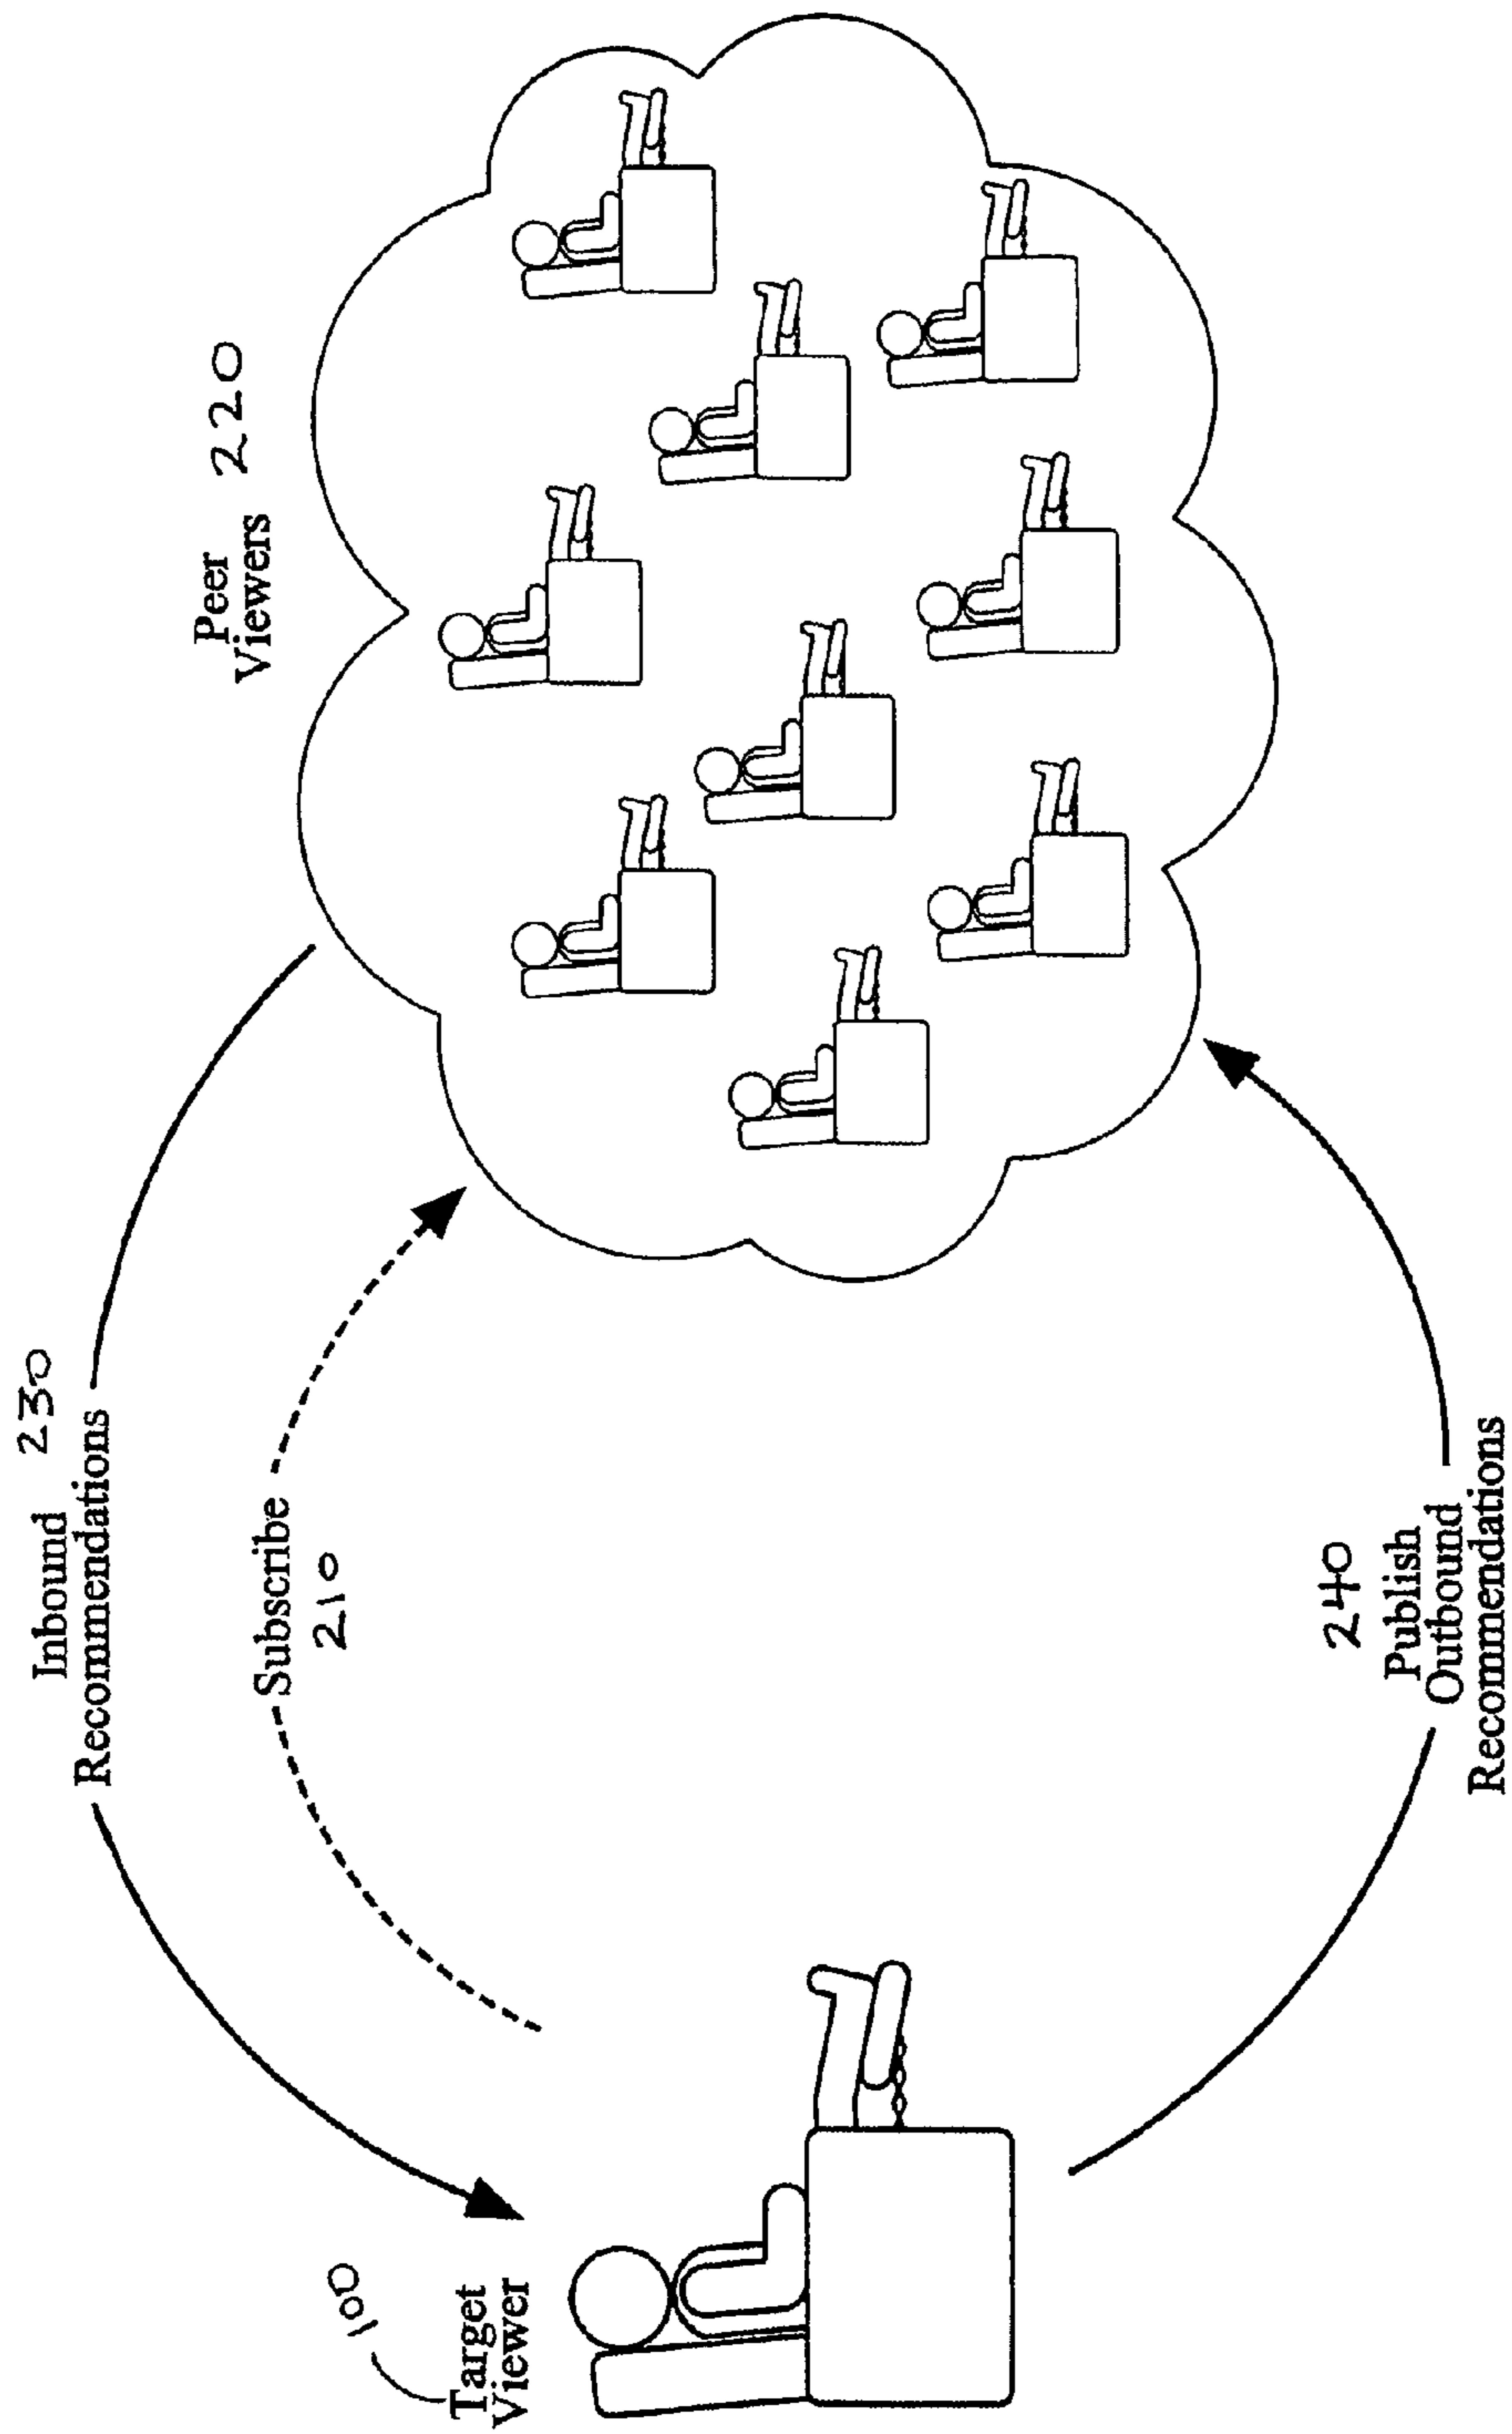 Inbound 230
Recommendations
Peer
Viewers 220
Subscribe
210
100
Target
Viewer
240
Publish
Outbound
Recommendations